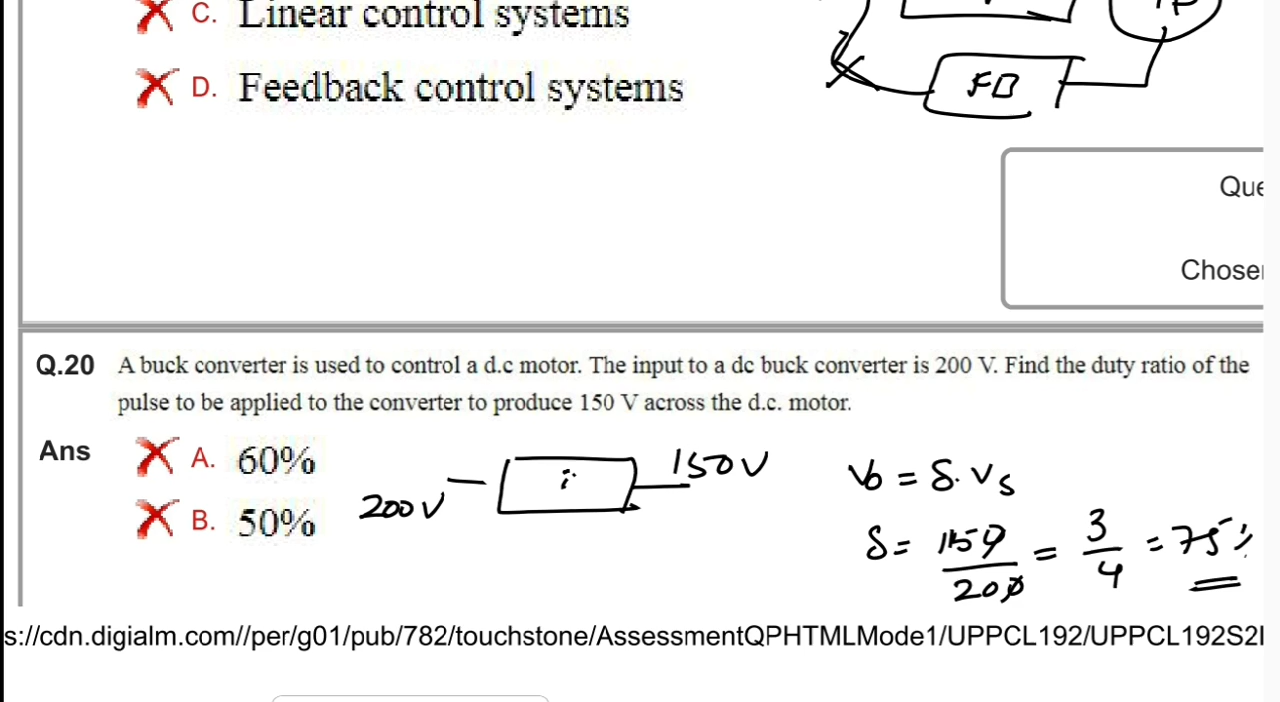 C. Linear control systems
D. Feedback control systems
FB
Que
Chose
Q.20 A buck converter is used to control a d.c motor. The input to a dc buck converter is 200 V. Find the duty ratio of the
pulse to be applied to the converter to produce 150 V across the d.c. motor.
Ans A. 60%
B. 50%
200V
150V
V0 = δ. Vs
δ = 150/200 = 3/4 = 75%
s://cdn.digialm.com//per/g01/pub/782/touchstone/AssessmentQPHTMLMode1/UPPCL192/UPPCL192S2